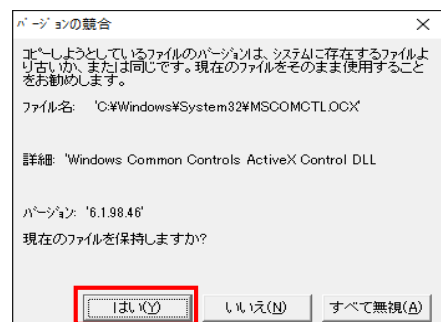 バージョンの競合
コピーしようとしているファイルのバージョンは、システムに存在するファイルよ
り古いか、または同じです。現在のファイルをそのまま使用すること
をお勧めします。
ファイル名: 'C:¥Windows¥System32¥MSCOMCTL.OCX'
詳細: 'Windows Common Controls ActiveX Control DLL
バージョン: '6.1.98.46'
現在のファイルを保持しますか?
はい(Y) いいえ(N) すべて無視(A)